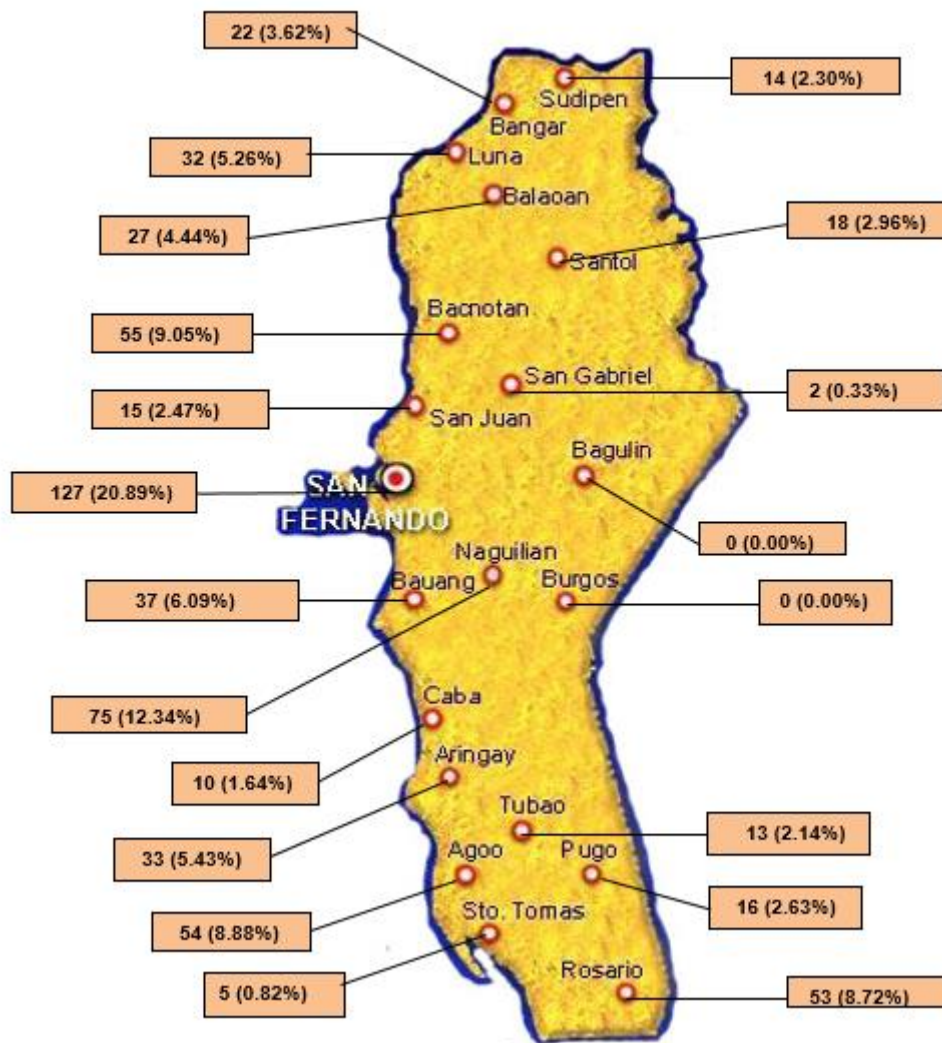 22 (3.62%)
14 (2.30%)
Sudipen
Bangar
32 (5.26%)
Luna
Balaoan
27 (4.44%)
18 (2.96%)
Santol
Bacnotan
55 (9.05%)
San Gabriel
2 (0.33%)
15 (2.47%)
San Juan
Bagulin
127 (20.89%)
SAN
FERNANDO
0 (0.00%)
Naguilian
Bauang
Burgos
37 (6.09%)
0 (0.00%)
75 (12.34%)
Caba
Aringay
10 (1.64%)
Tubao
13 (2.14%)
33 (5.43%)
Agoo
Pugo
16 (2.63%)
54 (8.88%)
Sto. Tomas
Rosario
5 (0.82%)
53 (8.72%)